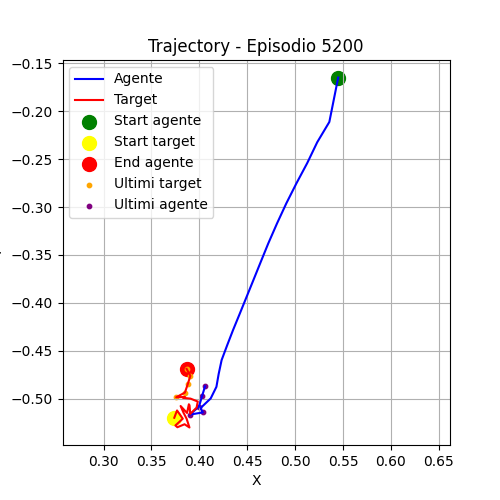 Trajectory - Episodio 5200
Agente
Target
Start agente
Start target
End agente
Ultimi target
Ultimi agente
−0.15
−0.20
−0.25
−0.30
−0.35
−0.40
−0.45
−0.50
0.30
0.35
0.40
0.45
0.50
0.55
0.60
0.65
X